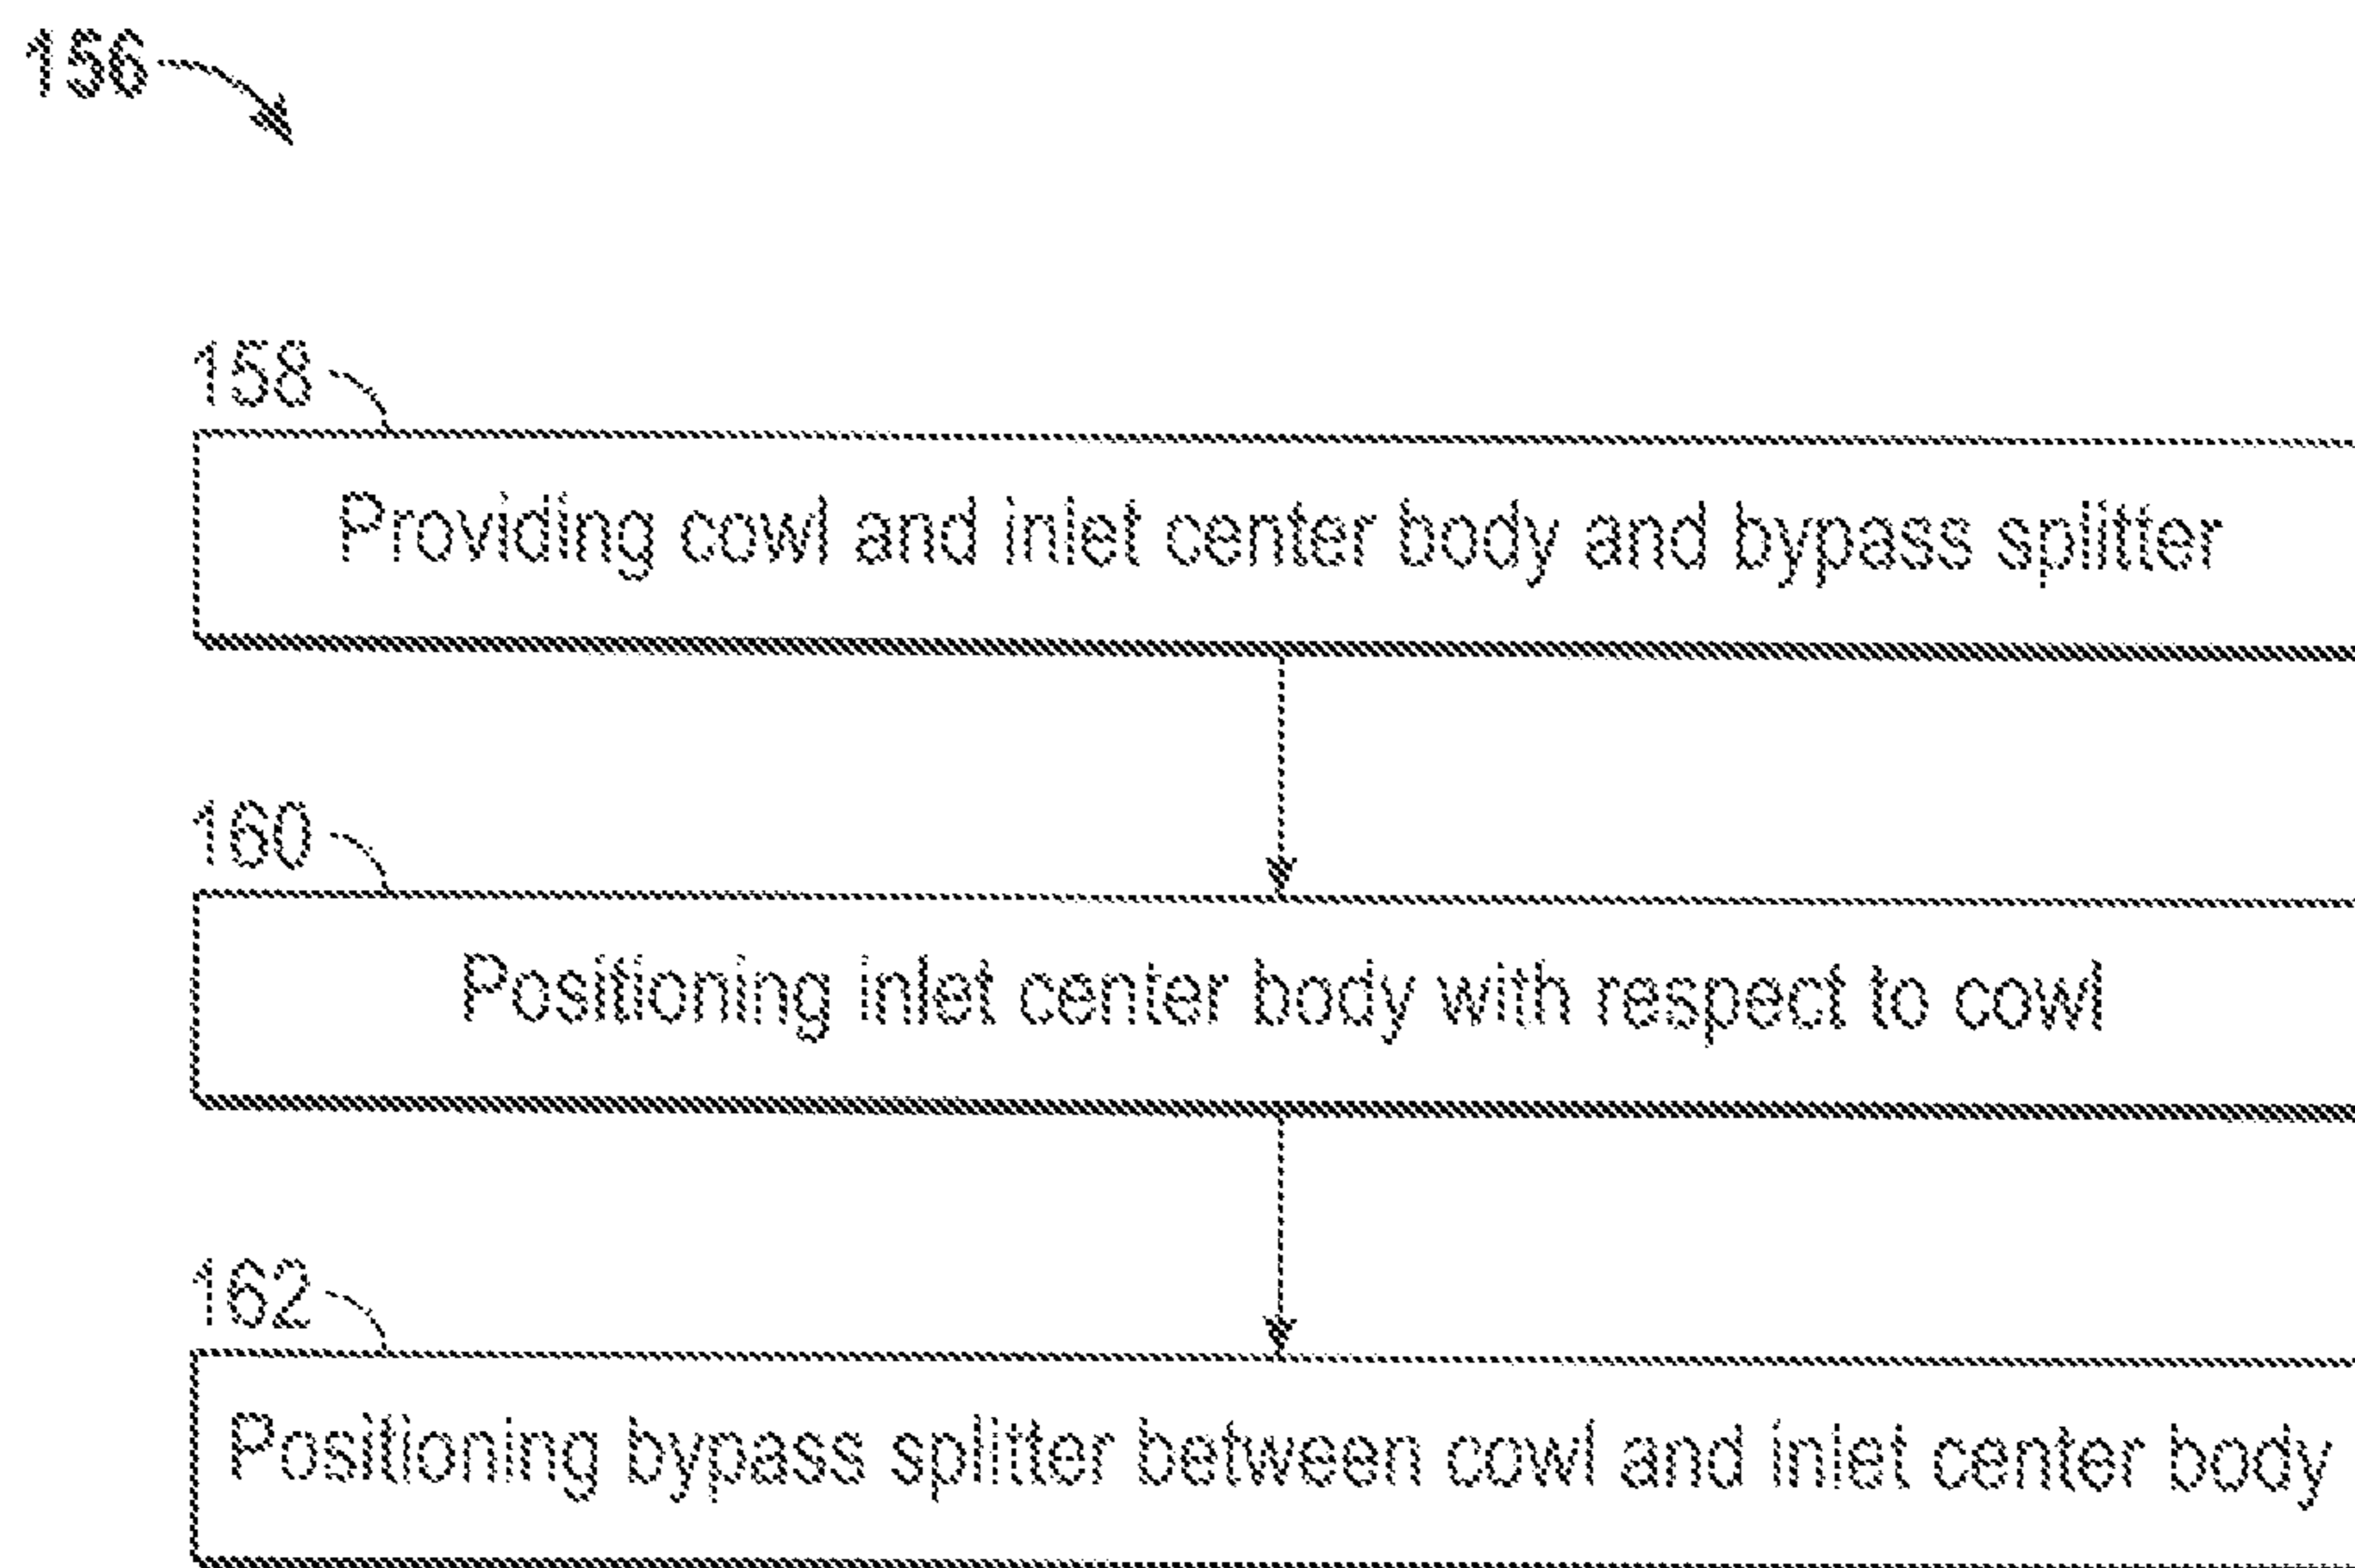 156
158
Providing cowl and inlet center body and bypass splitter
160
Positioning inlet center body with respect to cowl
162
Positioning bypass splitter between cowl and inlet center body